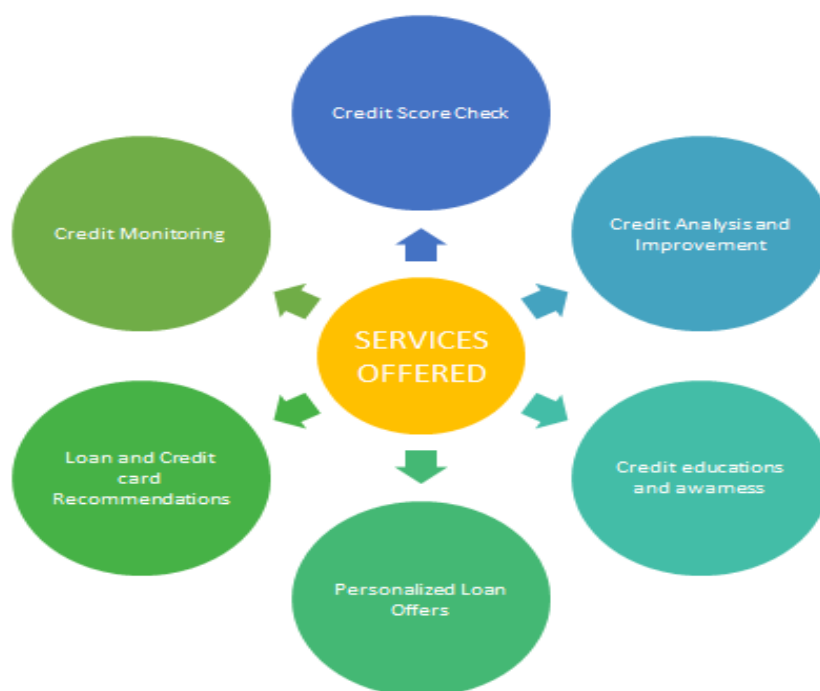 Credit Score Check
Credit Monitoring
Credit Analysis and
Improvement
SERVICES
OFFERED
Loan and Credit
card
Recommendations
Credit educations
and awarness
Personalized Loan
Offers